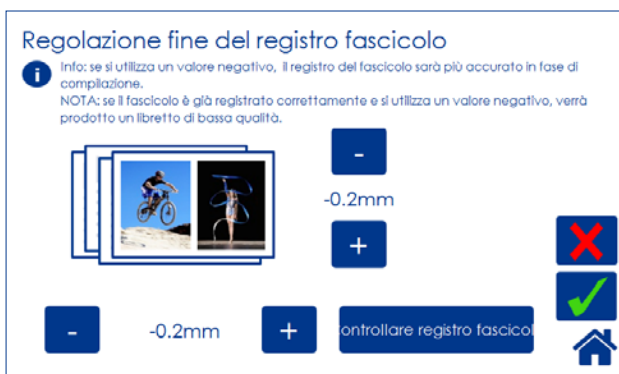 Regolazione fine del registro fascicolo
i
Info: se si utilizza un valore negativo, il registro del fascicolo sarà più accurato in fase di
compilazione.
NOTA: se il fascicolo è già registrato correttamente e si utilizza un valore negativo, verrà
prodotto un libretto di bassa qualità.
-
-0.2mm
+
- -0.2mm + ontrollare registro fascicol